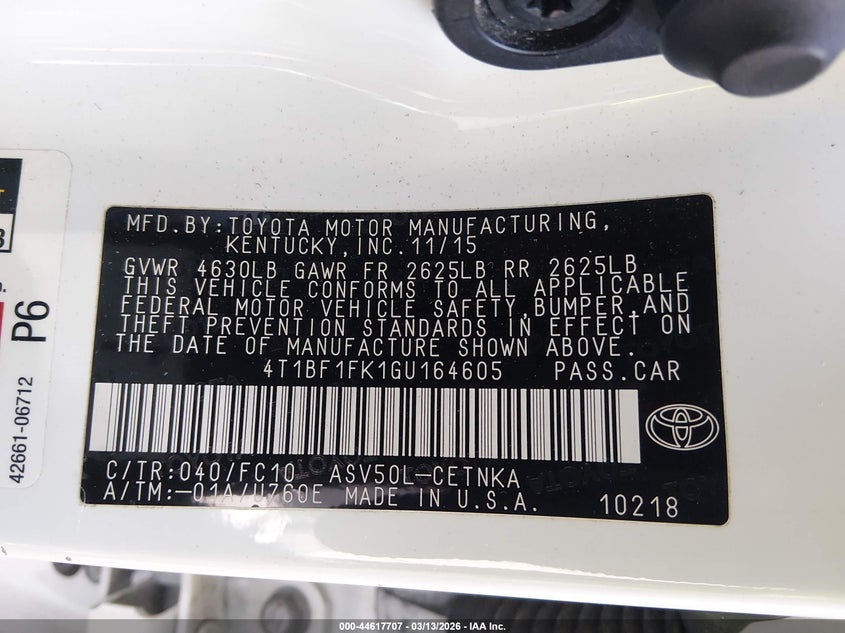 MFD.BY:TOYOTA MOTOR MANUFACTURING,
KENTUCKY,INC.11/15
GVWR 4630LB GAWR FR 2625LB RR 2625LB
THIS VEHICLE CONFORMS TO ALL APPLICABLE
FEDERAL MOTOR VEHICLE SAFETY,BUMPER,AND
THEFT PREVENTION STANDARDS IN EFFECT ON
THE DATE OF MANUFACTURE SHOWN ABOVE.
4T1BF1FK1GU164605 PASS.CAR
C/TR:040/FC10 ASV50L-CETNKA
A/TM:-01A/U760E MADE IN U.S.A. 10218
P6
42661-06712
000-44617707 - 03/13/2026 - IAA Inc.